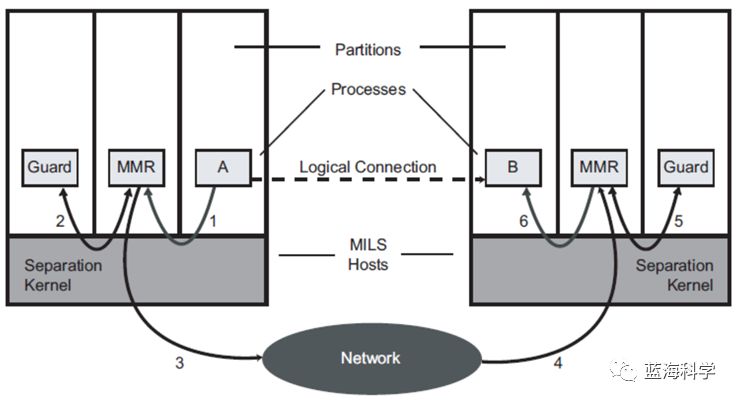 Partitions
Processes
Guard
MMR
A
Logical Connection
B
MMR
Guard
2
1
6
5
Separation
Kernel
MILS
Hosts
Separation
Kernel
3
Network
4
蓝海科学